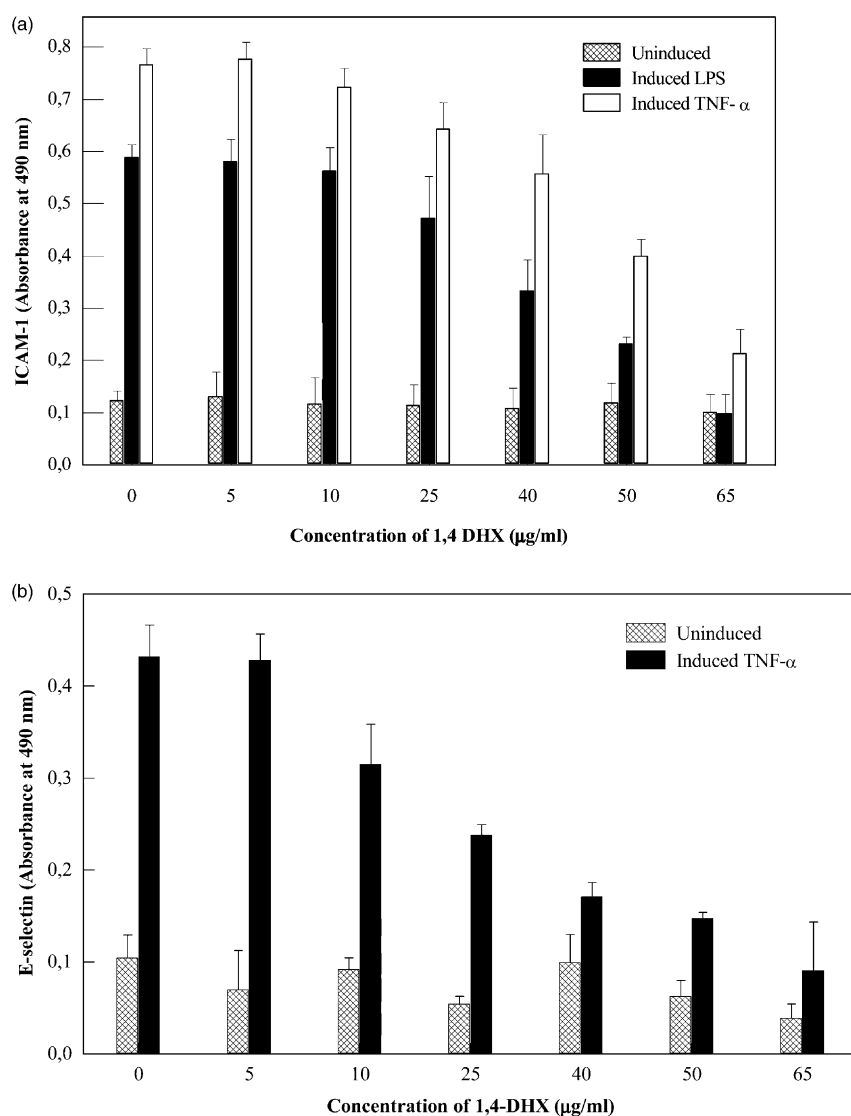 (a)
0,8
0,7
0,6
0,5
0,4
0,3
0,2
0,1
0,0
ICAM-1 (Absorbance at 490 nm)
Uninduced
Induced LPS
Induced TNF- α
0 5 10 25 40 50 65
Concentration of 1,4 DHX (µg/ml)
(b)
0,5
0,4
0,3
0,2
0,1
0,0
E-selectin (Absorbance at 490 nm)
Uninduced
Induced TNF-α
0 5 10 25 40 50 65
Concentration of 1,4-DHX (µg/ml)